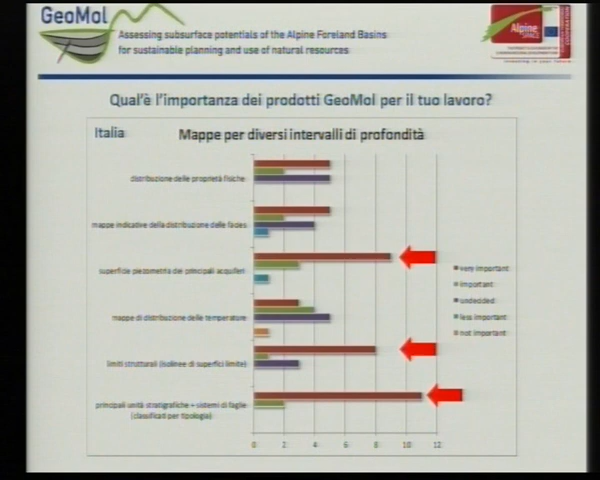 GeoMol
Assessing subsurface potentials of the Alpine Foreland Basins
for sustainable planning and use of natural resources
Alpine
SPACE
Qual'è l'importanza dei prodotti GeoMol per il tuo lavoro?
Italia
Mappe per diversi intervalli di profondità
distribuzione delle proprietà fisiche
mappe indicative della distribuzione delle facies
superficie piezometria dei principali acquiferi
mappe di distribuzione delle temperature
limiti strutturali (isolinee di superfici limite)
principali unità stratigrafiche + sistemi di faglie
(classificati per tipologia)
very important
important
undecided
less important
not important
0 2 4 6 8 10 12